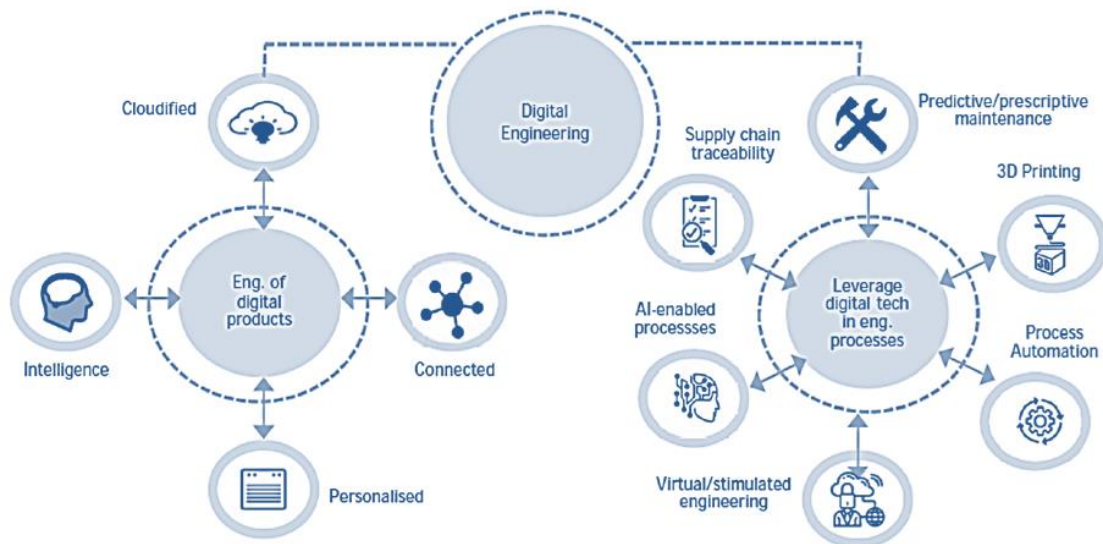 Digital
Engineering
Cloudified
Eng. of
digital
products
Intelligence
Connected
Personalised
Predictive/prescriptive
maintenance
Supply chain
traceability
3D Printing
3D
Leverage
digital tech
in eng.
processes
AI-enabled
processses
Process
Automation
Virtual/stimulated
engineering